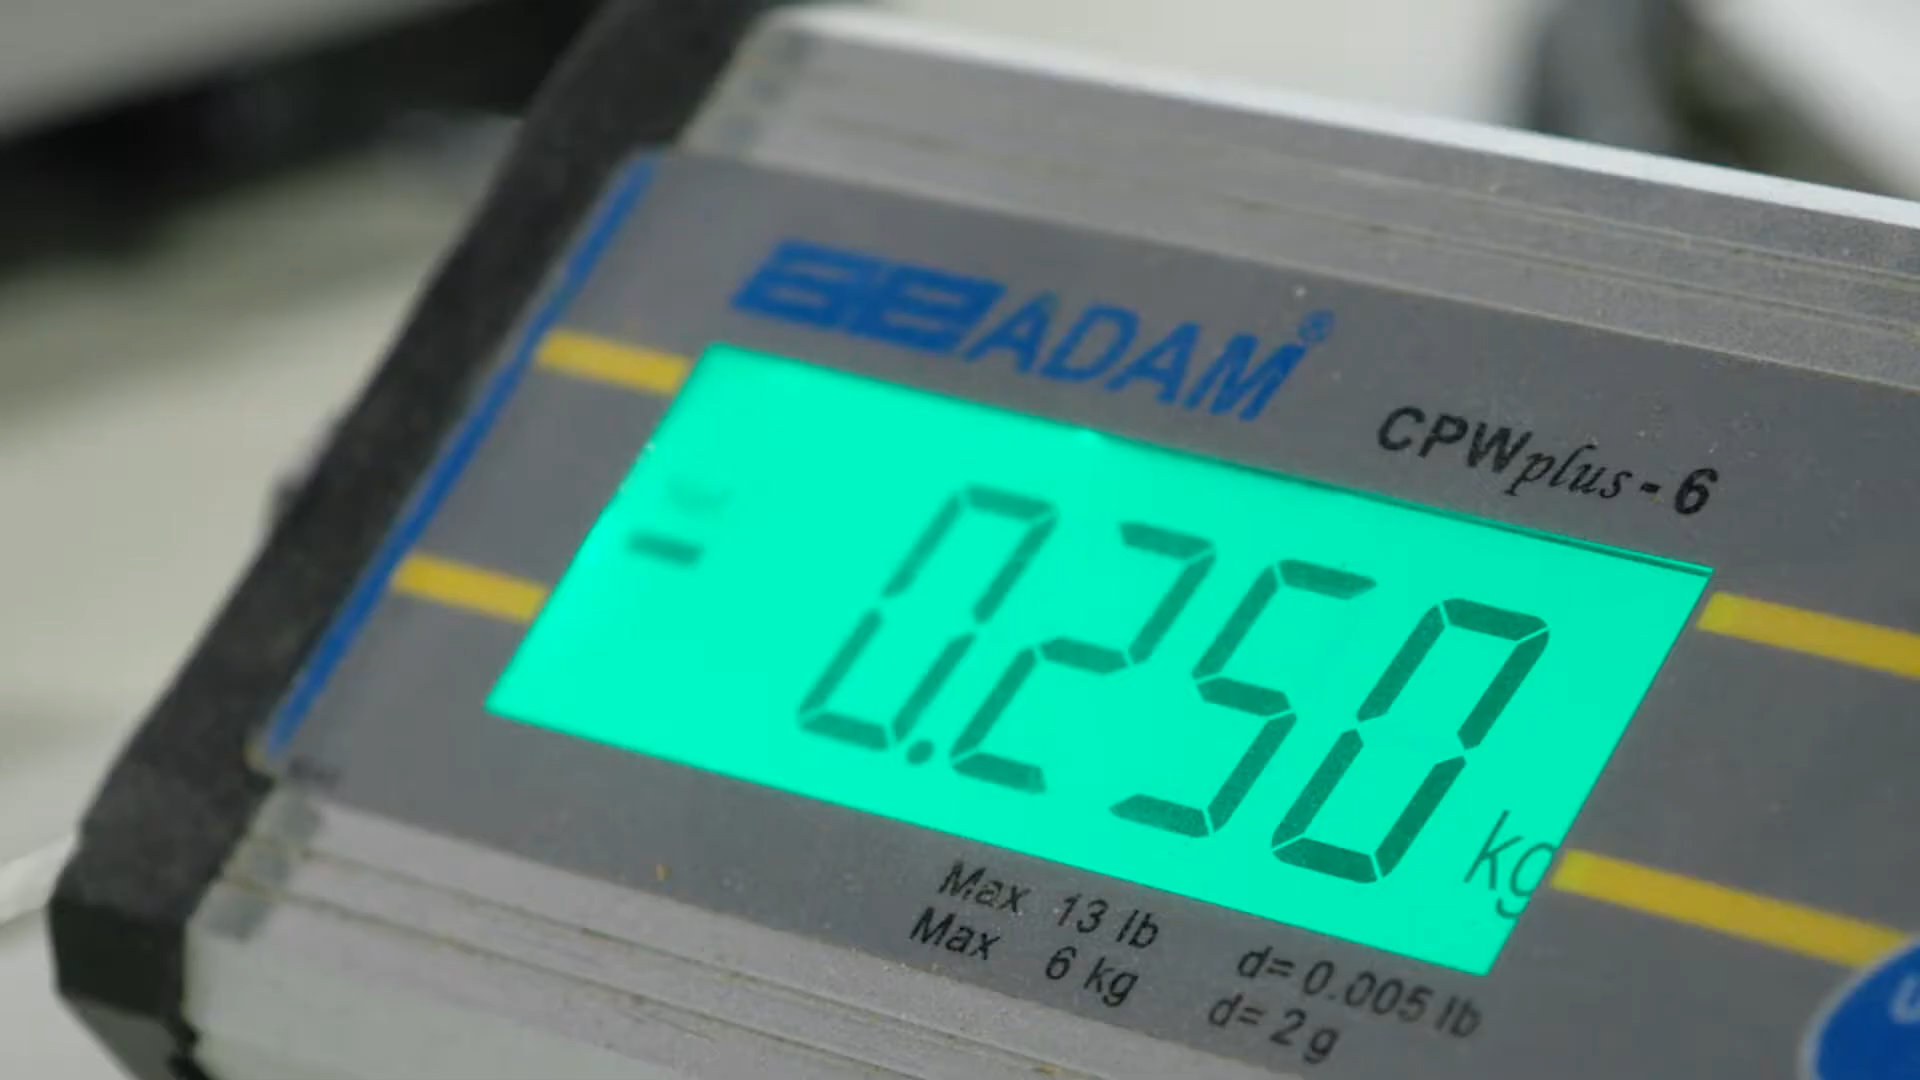 ADAM®
CPWplus-6
- 0.250 kg
Max 13 lb d= 0.005 lb
Max 6 kg d= 2 g